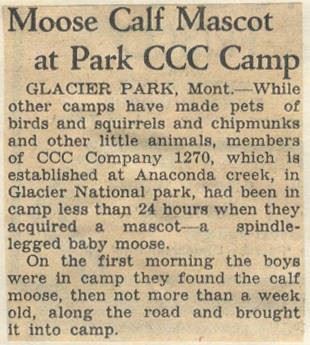 Moose Calf Mascot
at Park CCC Camp
GLACIER PARK, Mont.—While
other camps have made pets of
birds and squirrels and chipmunks
and other little animals, members
of CCC Company 1270, which is
established at Anaconda creek, in
Glacier National park, had been in
camp less than 24 hours when they
acquired a mascot—a spindle-
legged baby moose.
On the first morning the boys
were in camp they found the calf
moose, then not more than a week
old, along the road and brought
it into camp.